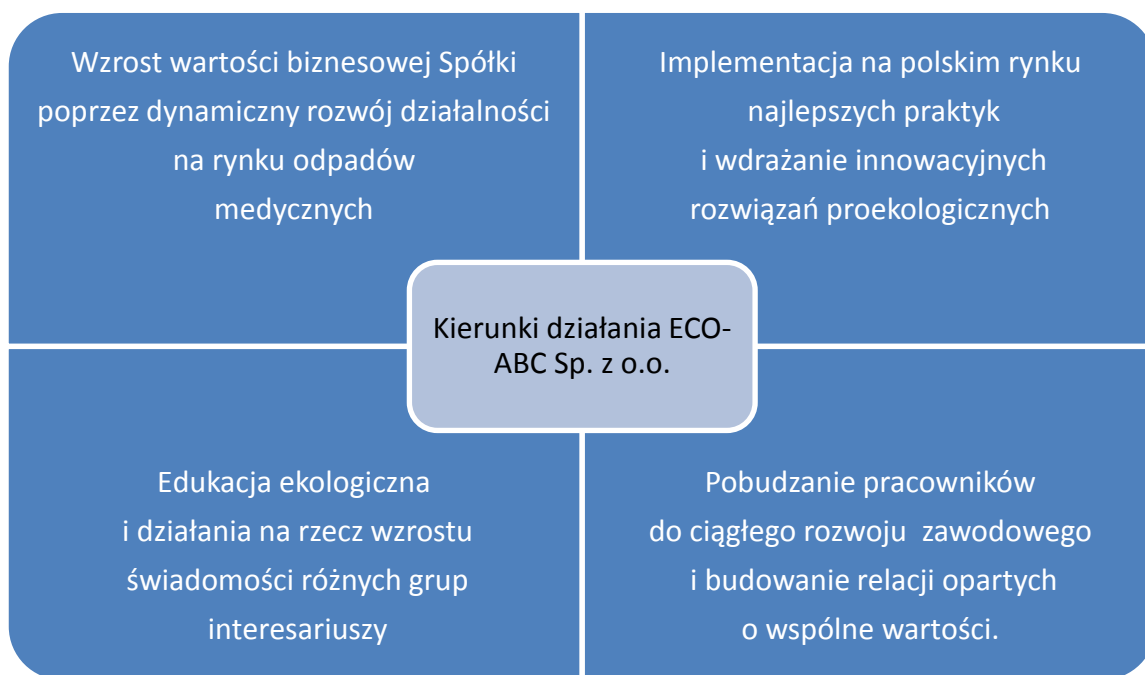 Wzrost wartości biznesowej Spółki
poprzez dynamiczny rozwój działalności
na rynku odpadów
medycznych
Implementacja na polskim rynku
najlepszych praktyk
i wdrażanie innowacyjnych
rozwiązań proekologicznych
Kierunki działania ECO-
ABC Sp. z o.o.
Edukacja ekologiczna
i działania na rzecz wzrostu
świadomości różnych grup
interesariuszy
Pobudzanie pracowników
do ciągłego rozwoju  zawodowego
i budowanie relacji opartych
o wspólne wartości.